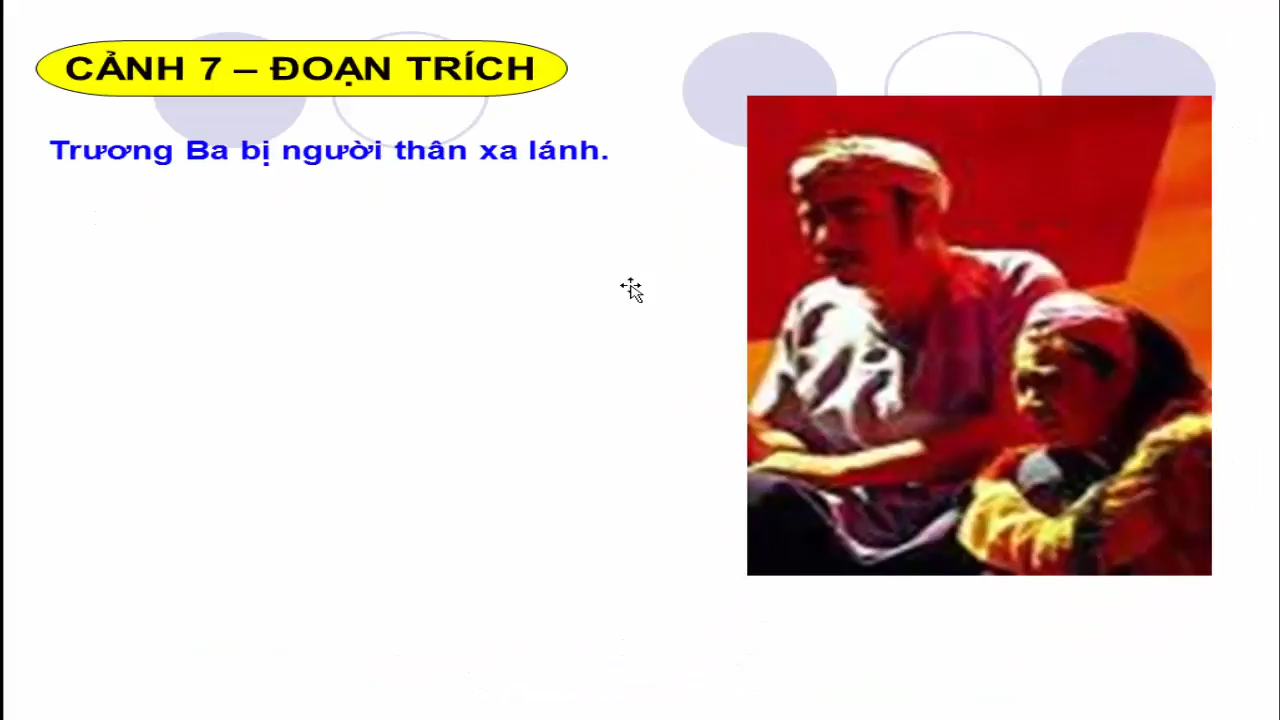 CẢNH 7 – ĐOẠN TRÍCH
Trương Ba bị người thân xa lánh.